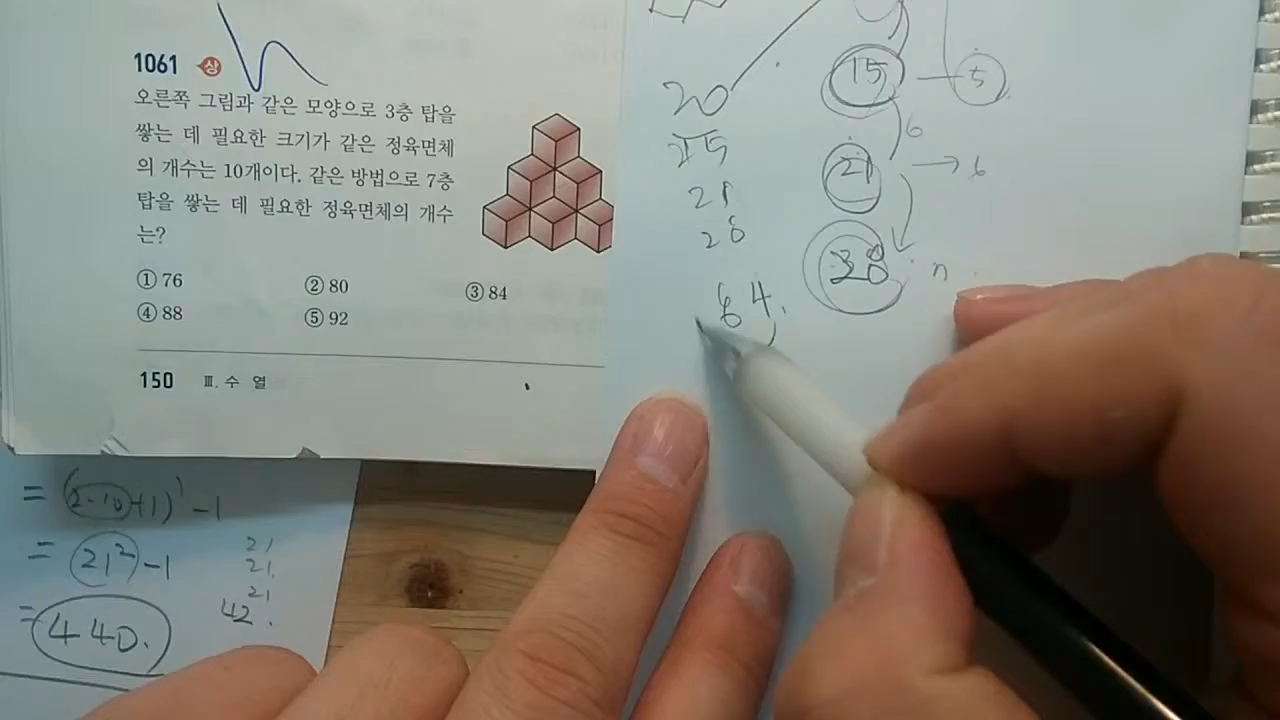 1061 상
오른쪽 그림과 같은 모양으로 3층 탑을
쌓는 데 필요한 크기가 같은 정육면체
의 개수는 10개이다. 같은 방법으로 7층
탑을 쌓는 데 필요한 정육면체의 개수
는?
① 76 ② 80 ③ 84
④ 88 ⑤ 92
150 Ⅲ. 수 열
20
15 5
6
21 → 6
21
28
28 n
84.
= (2·10+1)² -1
= 21² -1
= 440.
21
21
21
42.